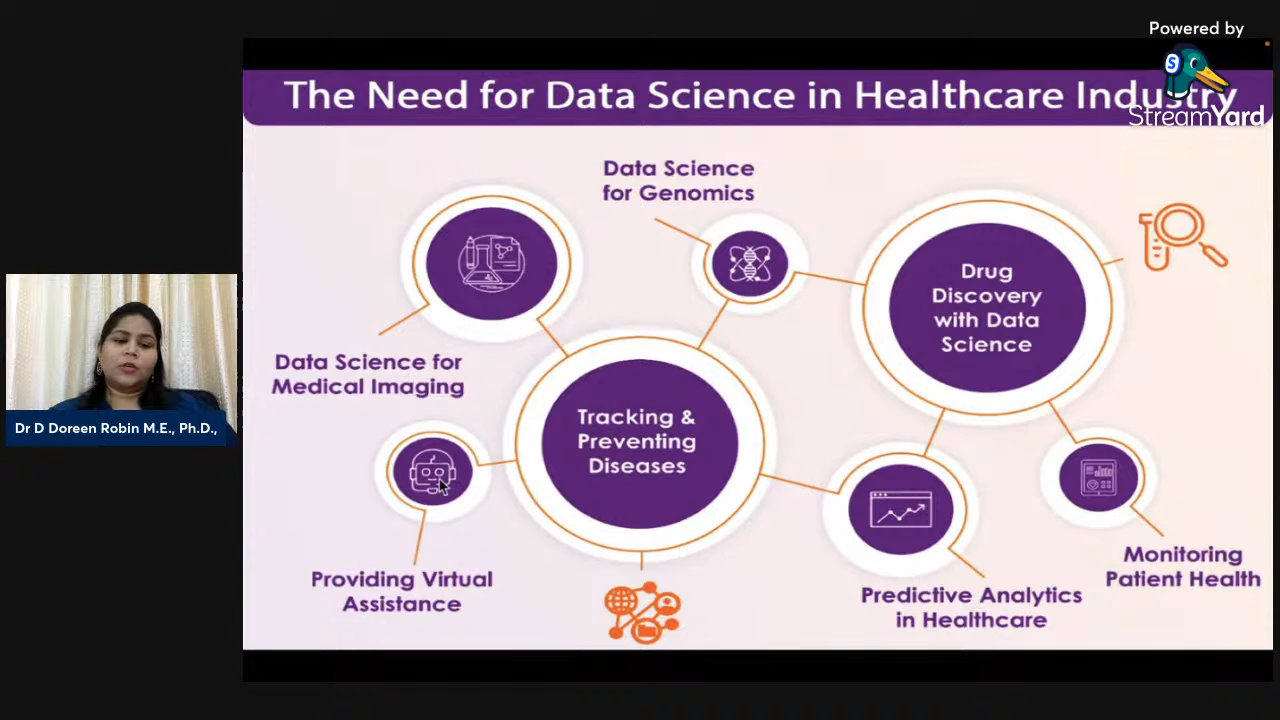 Powered by
StreamYard
The Need for Data Science in Healthcare Industry
Data Science
for Genomics
Drug
Discovery
with Data
Science
Data Science for
Medical Imaging
Tracking &
Preventing
Diseases
Dr D Doreen Robin M.E., Ph.D.,
Providing Virtual
Assistance
Predictive Analytics
in Healthcare
Monitoring
Patient Health